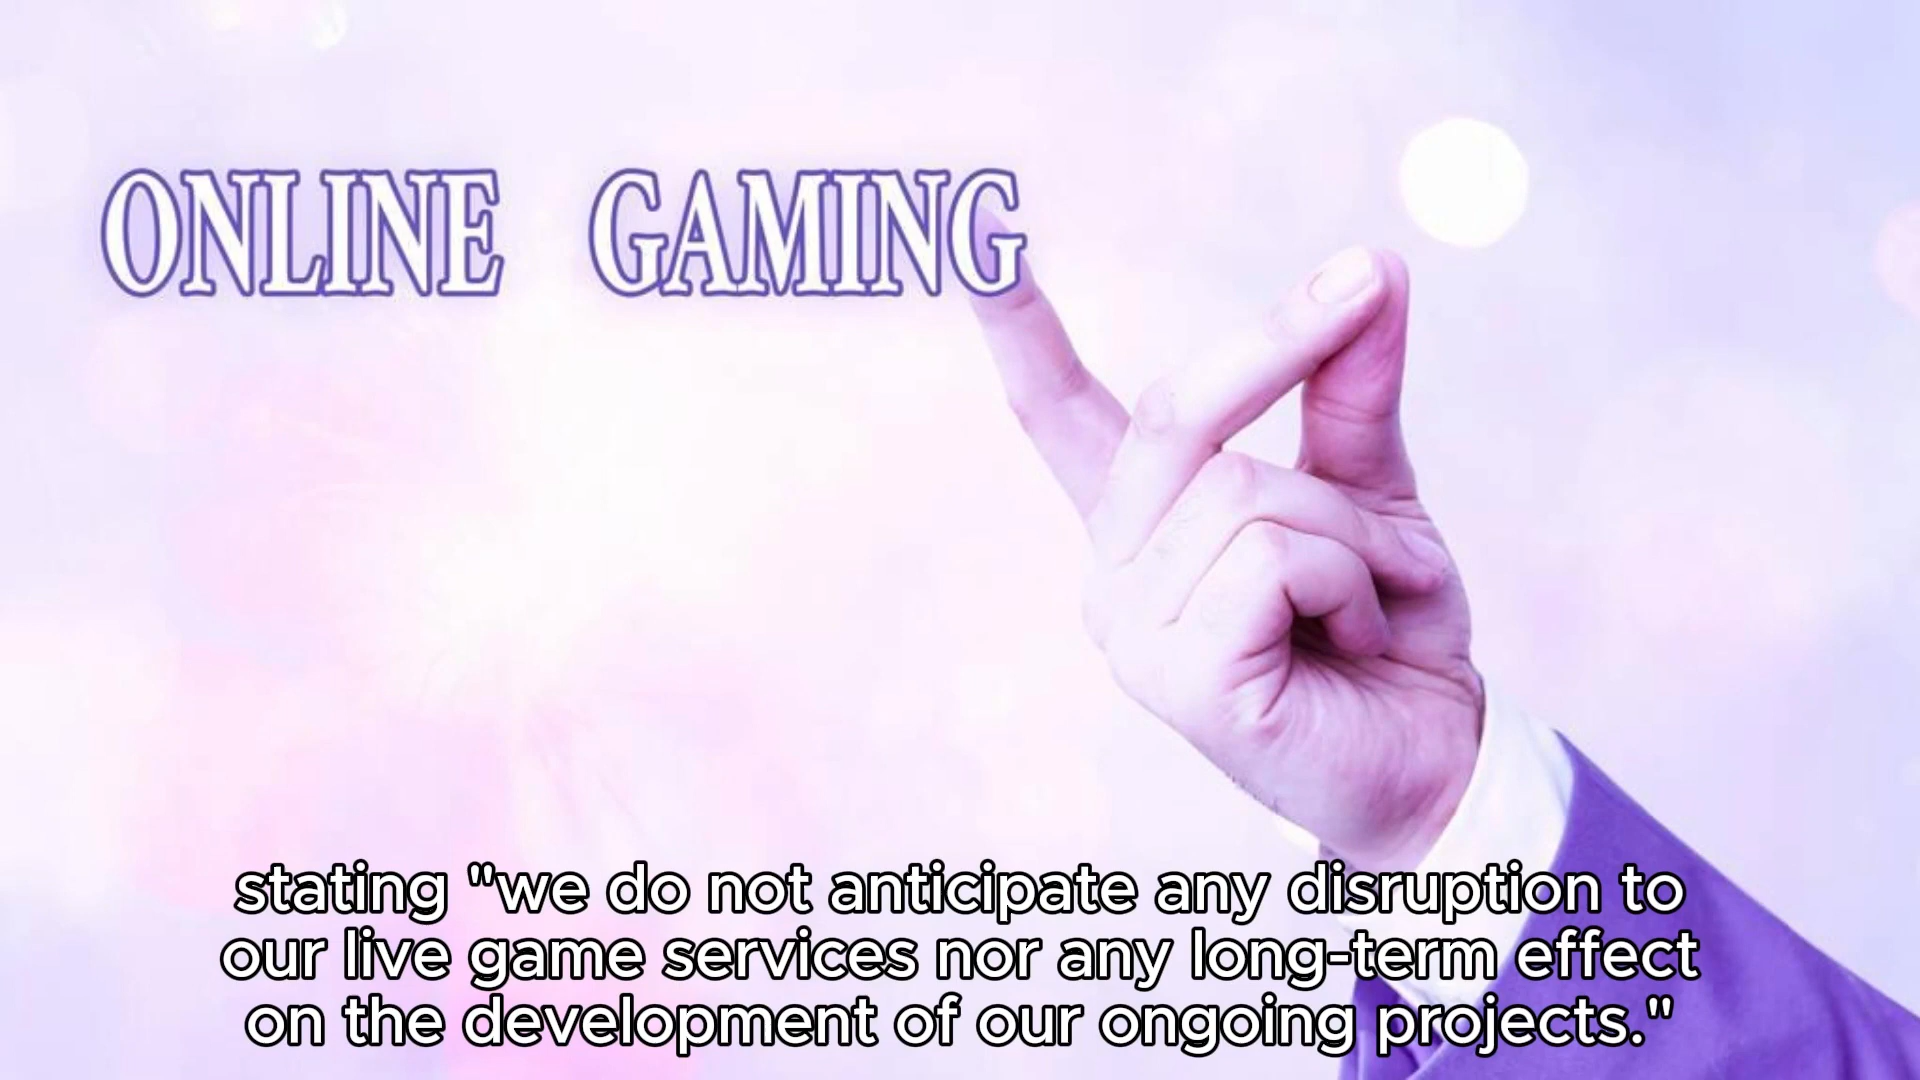 ONLINE GAMING
stating "we do not anticipate any disruption to
our live game services nor any long-term effect
on the development of our ongoing projects."